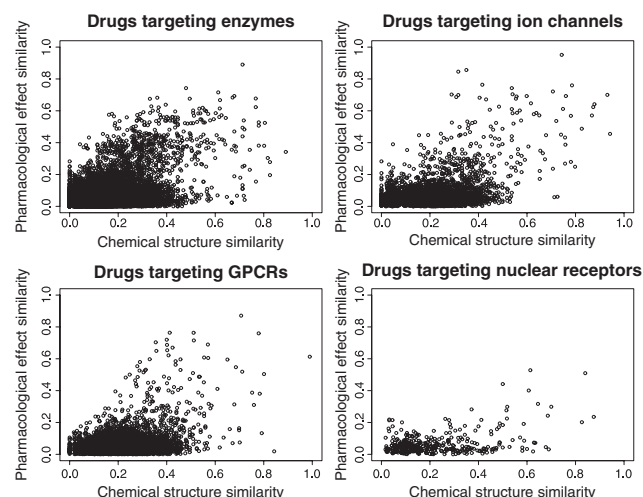 Drugs targeting enzymes
Pharmacological effect similarity
1.0
0.8
0.6
0.4
0.2
0.0
0.0 0.2 0.4 0.6 0.8 1.0
Chemical structure similarity
Drugs targeting ion channels
Pharmacological effect similarity
1.0
0.8
0.6
0.4
0.2
0.0
0.0 0.2 0.4 0.6 0.8 1.0
Chemical structure similarity
Drugs targeting GPCRs
Pharmacological effect similarity
1.0
0.8
0.6
0.4
0.2
0.0
0.0 0.2 0.4 0.6 0.8 1.0
Chemical structure similarity
Drugs targeting nuclear receptors
Pharmacological effect similarity
1.0
0.8
0.6
0.4
0.2
0.0
0.0 0.2 0.4 0.6 0.8 1.0
Chemical structure similarity